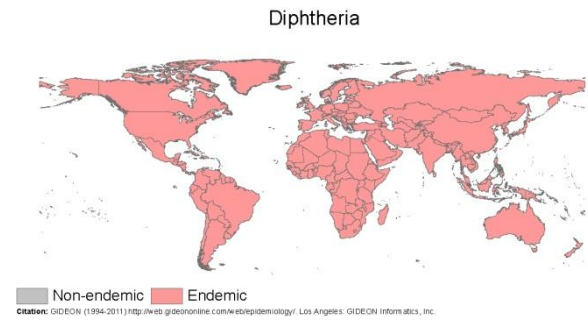 Diphtheria
Non-endemic Endemic
Citation: GIDEON (1994-2011) http://web.gideononline.com/web/epidemiology/. Los Angeles: GIDEON Informatics, Inc.